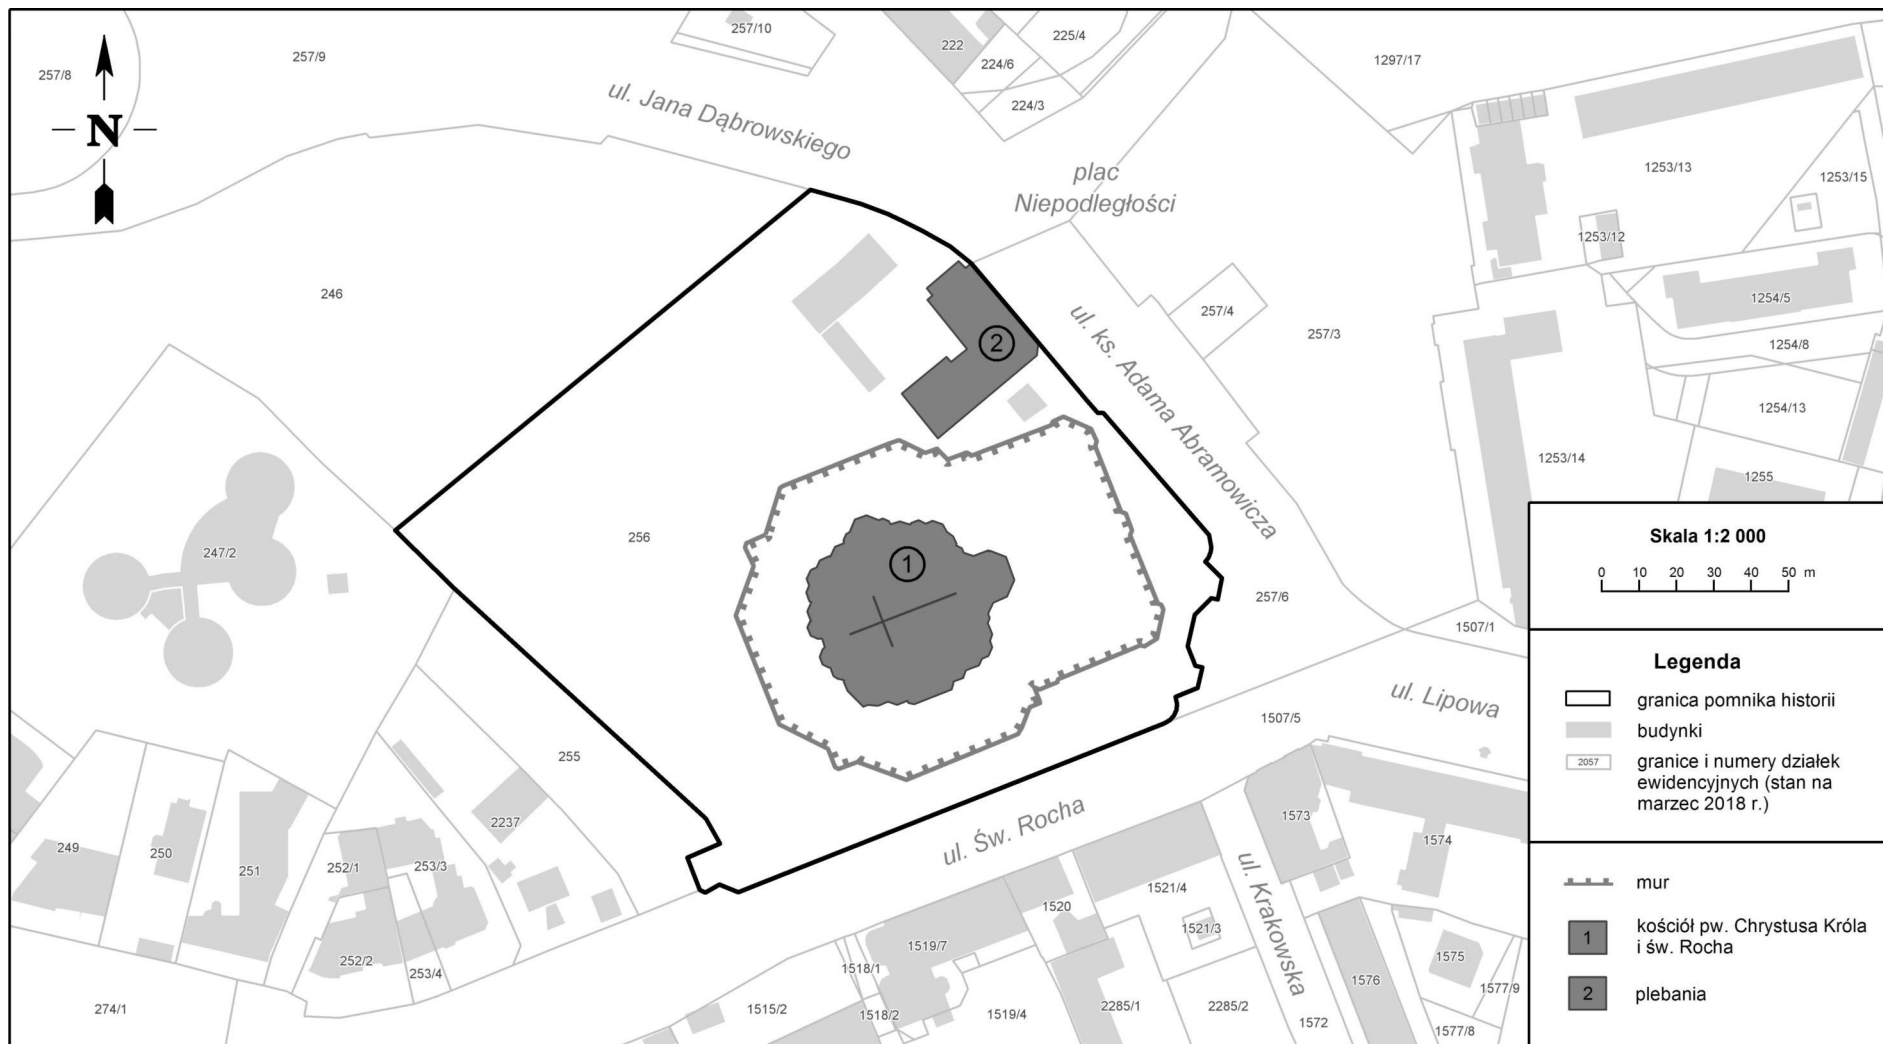 257/8
257/9
257/10
222
225/4
224/6
224/3
1297/17
N
ul. Jana Dąbrowskiego
plac
Niepodległości
1253/13
1253/15
1253/12
246
257/4
257/3
1254/5
2
ul. ks. Adama Abramowicza
1254/8
1254/13
1253/14
1255
256
1
247/2
257/6
1507/1
ul. Lipowa
1507/5
255
ul. Św. Rocha
2237
249
250
251
252/1
253/3
252/2
253/4
274/1
1573
1574
ul. Krakowska
1521/4
1520
1521/3
1519/7
1518/1
1518/2
1515/2
1519/4
2285/1
2285/2
1572
1576
1575
1577/9
1577/8
Skala 1:2 000
0 10 20 30 40 50 m
Legenda
granica pomnika historii
budynki
2057
granice i numery działek
ewidencyjnych (stan na
marzec 2018 r.)
mur
1 kościół pw. Chrystusa Króla
i św. Rocha
2 plebania